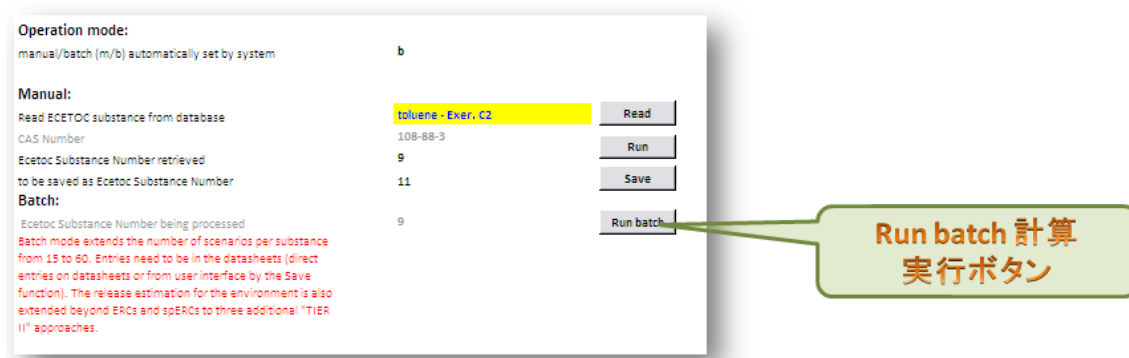 Operation mode:
manual/batch (m/b) automatically set by system b
Manual:
Read ECETOC substance from database toluene - Exer. C2 Read
CAS Number 108-88-3
Run
Ecetoc Substance Number retrieved 9
to be saved as Ecetoc Substance Number 11 Save
Batch:
Ecetoc Substance Number being processed 9 Run batch
Batch mode extends the number of scenarios per substance
from 15 to 60. Entries need to be in the datasheets (direct
entries on datasheets or from user interface by the Save
function). The release estimation for the environment is also
extended beyond ERCs and spERCs to three additional "TIER
II" approaches.
Run batch 計算
実行ボタン